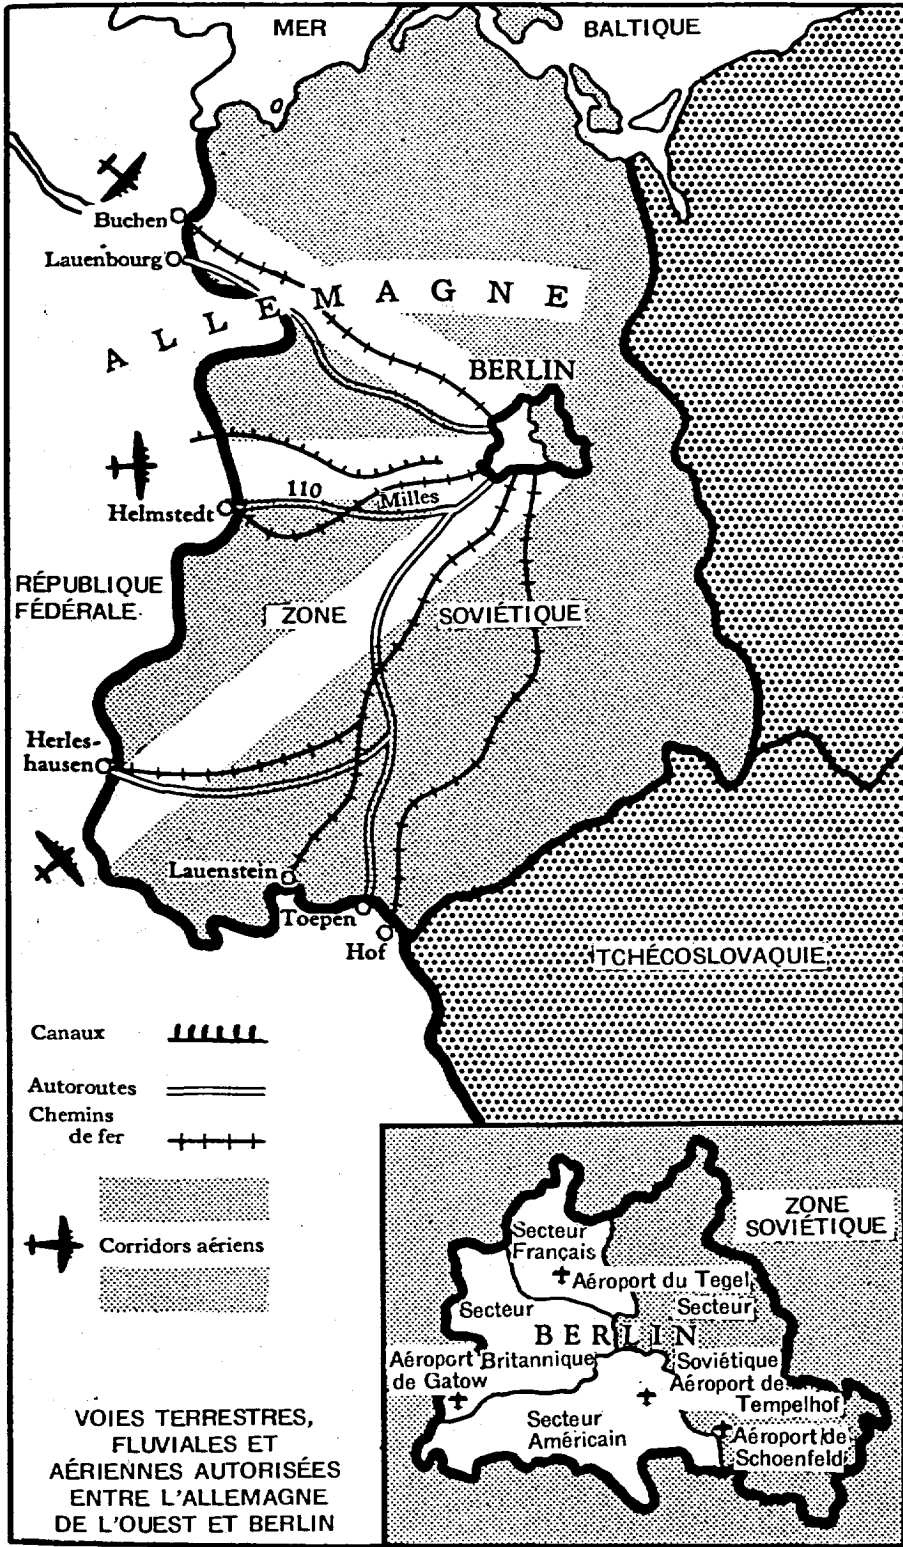 MER
BALTIQUE
Buchen
Lauenbourg
ALLEMAGNE
BERLIN
110
Milles
Helmstedt
RÉPUBLIQUE
FÉDÉRALE
ZONE
SOVIÉTIQUE
Herles-
hausen
Lauenstein
Toepen
Hof
TCHÉCOSLOVAQUIE
Canaux
Autoroutes
Chemins
de fer
Corridors aériens
VOIES TERRESTRES,
FLUVIALES ET
AÉRIENNES AUTORISÉES
ENTRE L'ALLEMAGNE
DE L'OUEST ET BERLIN
ZONE
SOVIÉTIQUE
Secteur
Français
Aéroport du Tegel
Secteur
Secteur
BERLIN
Aéroport
de Gatow
Britannique
Soviétique
Aéroport de
Tempelhof
Secteur
Américain
Aéroport de
Schoenfeld